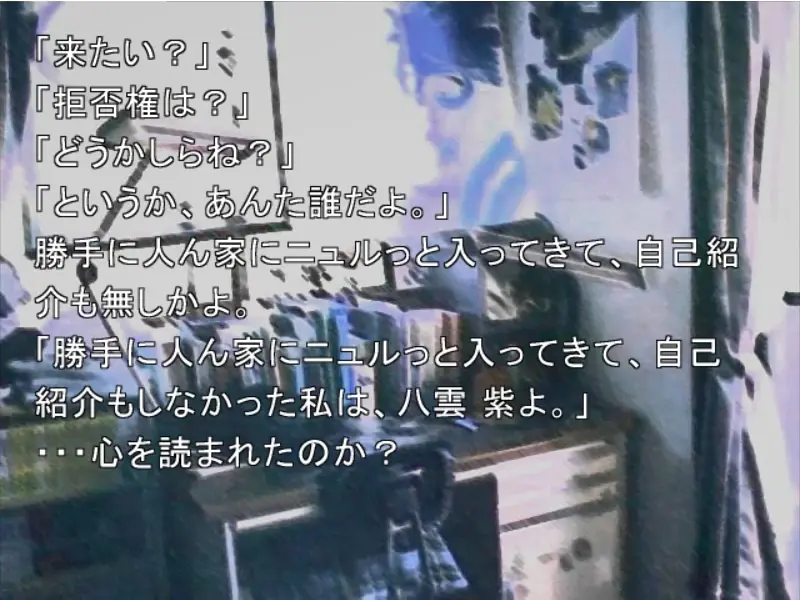 「来たい？」
「拒否権は？」
「どうかしらね？」
「というか、あんた誰だよ。」
勝手に人ん家にニュルっと入ってきて、自己紹
介も無しかよ。
「勝手に人ん家にニュルっと入ってきて、自己
紹介もしなかった私は、八雲 紫よ。」
・・・心を読まれたのか？